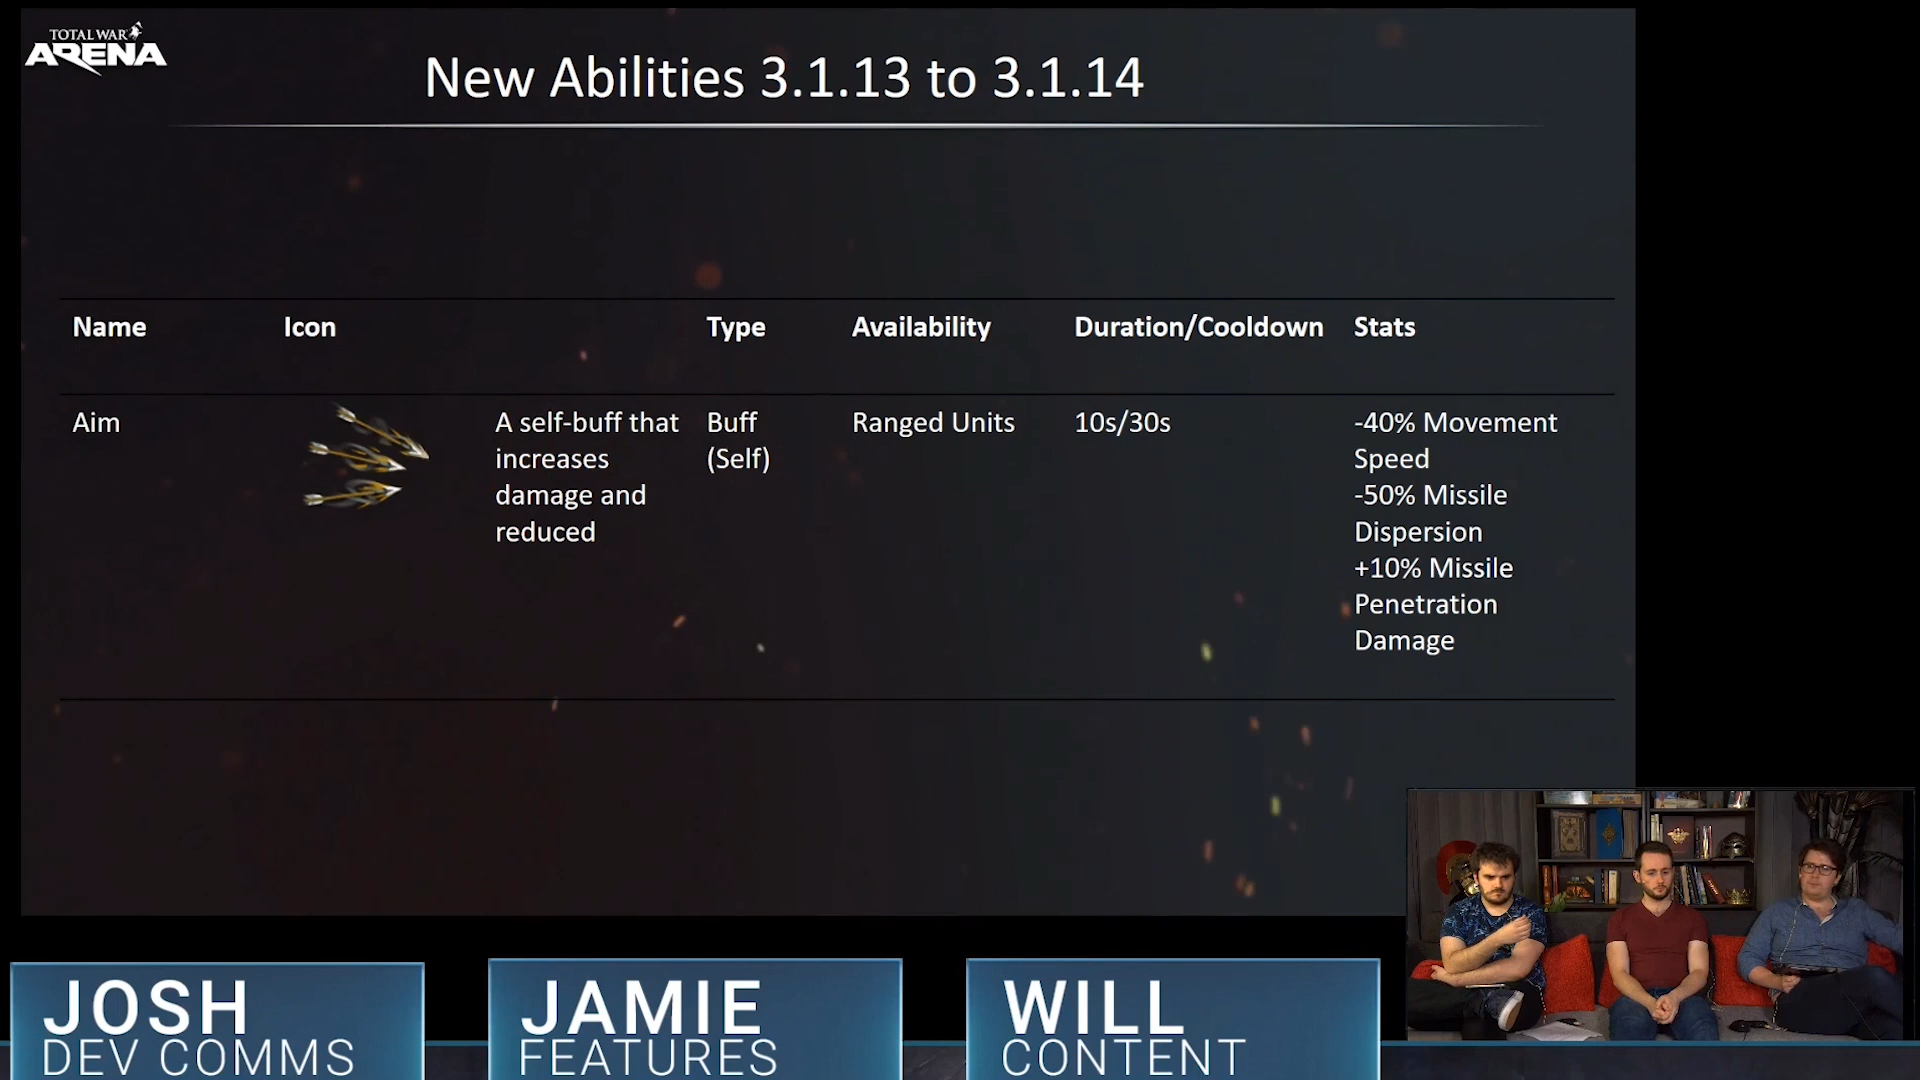 TOTAL WAR
ARENA
New Abilities 3.1.13 to 3.1.14
Name Icon Type Availability Duration/Cooldown Stats
Aim A self-buff that Buff Ranged Units 10s/30s -40% Movement
increases (Self) Speed
damage and -50% Missile
reduced Dispersion
+10% Missile
Penetration
Damage
JOSH
DEV COMMS
JAMIE
FEATURES
WILL
CONTENT